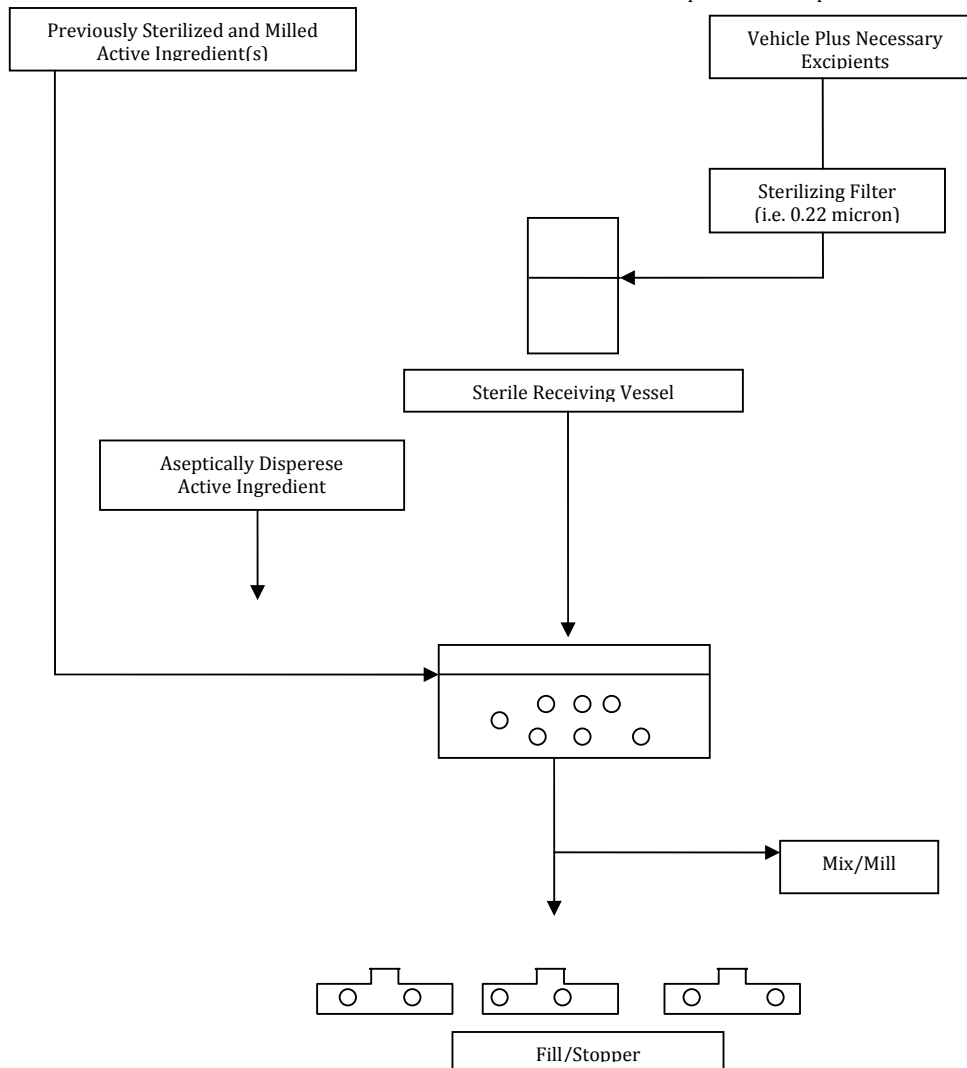 Previously Sterilized and Milled
Active Ingredient(s)
Vehicle Plus Necessary
Excipients
Sterilizing Filter
(i.e. 0.22 micron)
Sterile Receiving Vessel
Aseptically Disperese
Active Ingredient
Mix/Mill
Fill/Stopper